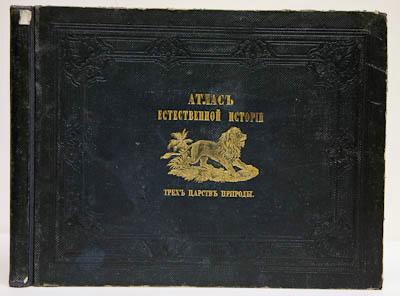 АТЛАСЪ
ЕСТЕСТВЕННОЙ ИСТОРІИ
ТРЕХЪ ЦАРСТВЪ ПРИРОДЫ.